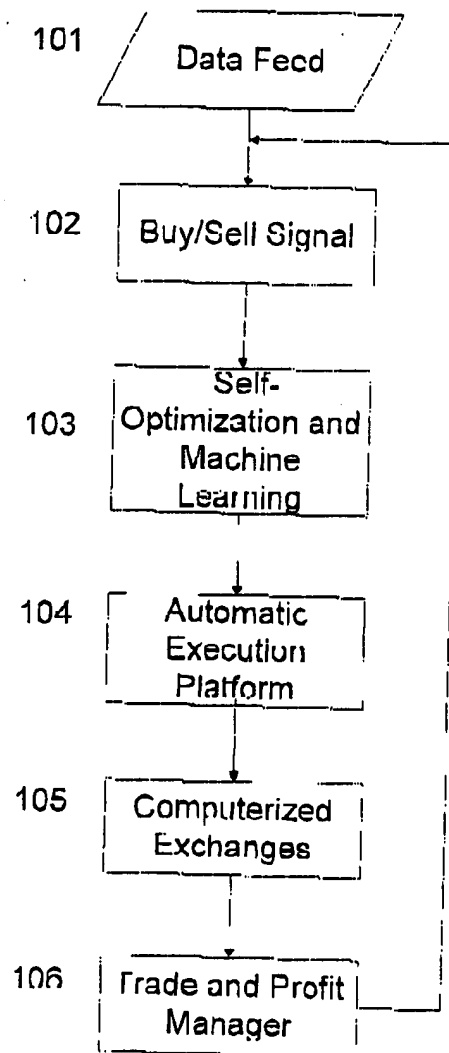 101
Data Feed
102
Buy/Sell Signal
103
Self-
Optimization and
Machine
Learning
104
Automatic
Execution
Platform
105
Computerized
Exchanges
106
Trade and Profit
Manager